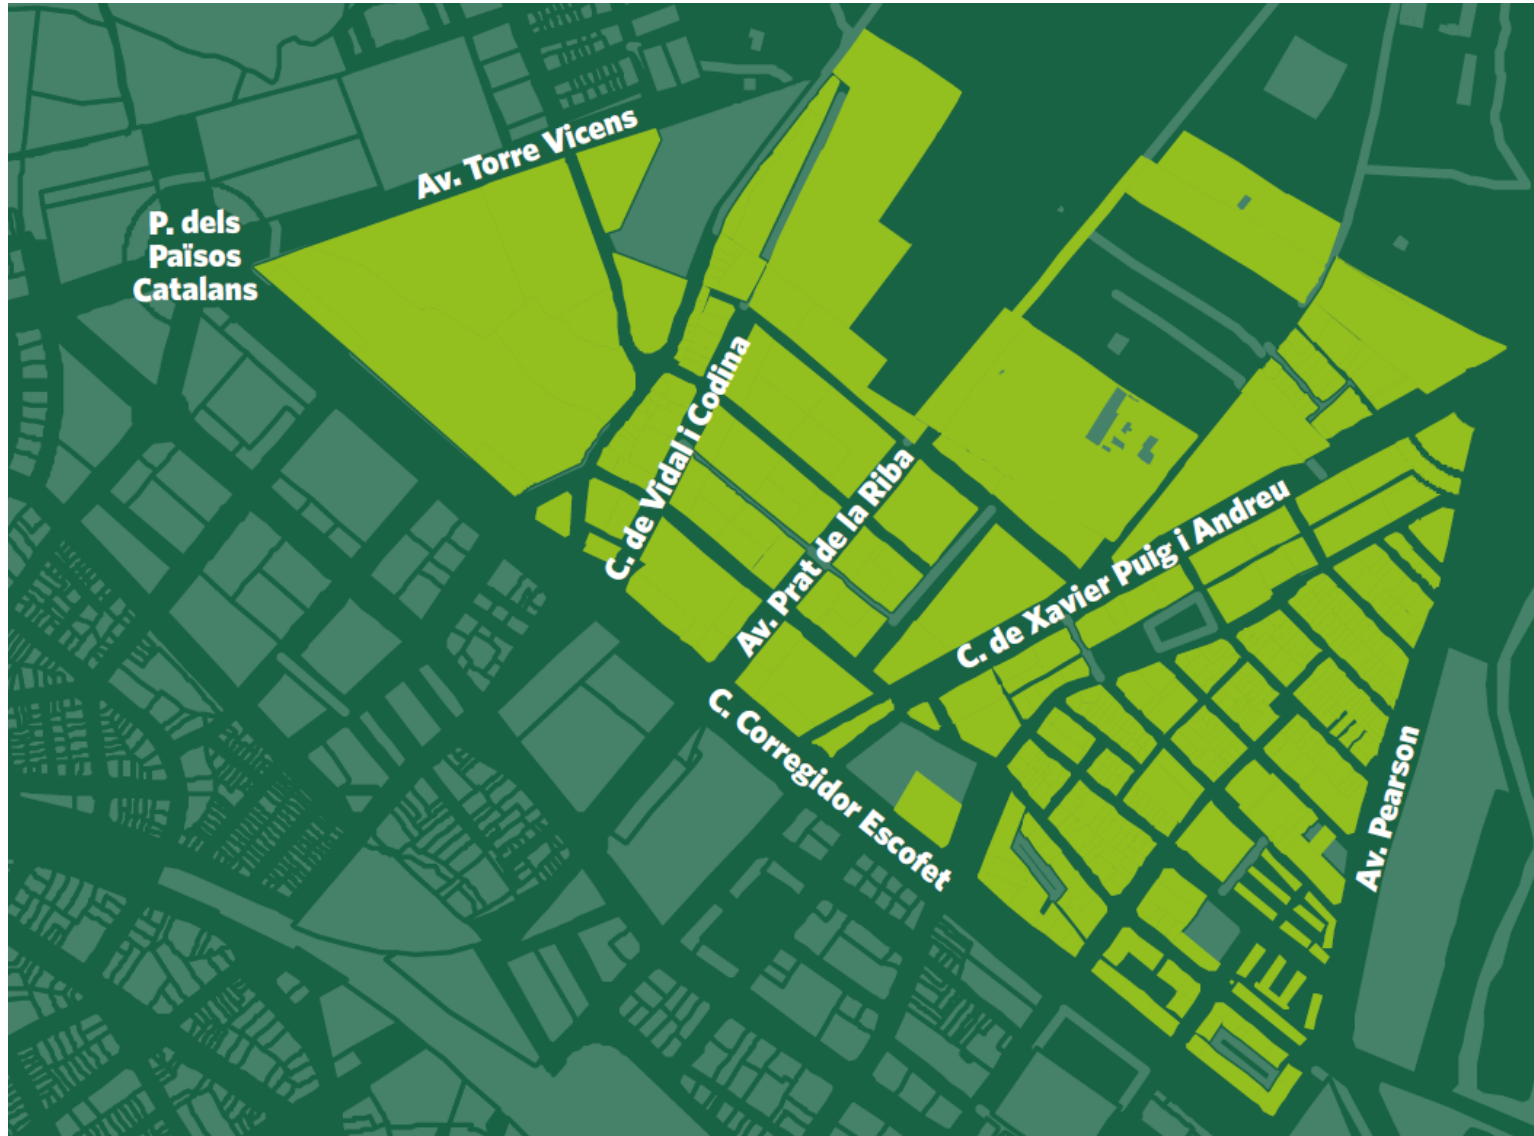 Av. Torre Vicens
P. dels
Països
Catalans
C. de Vidal i Codina
Av. Prat de la Riba
C. de Xavier Puig i Andreu
C. Corregidor Escofet
Av. Pearson